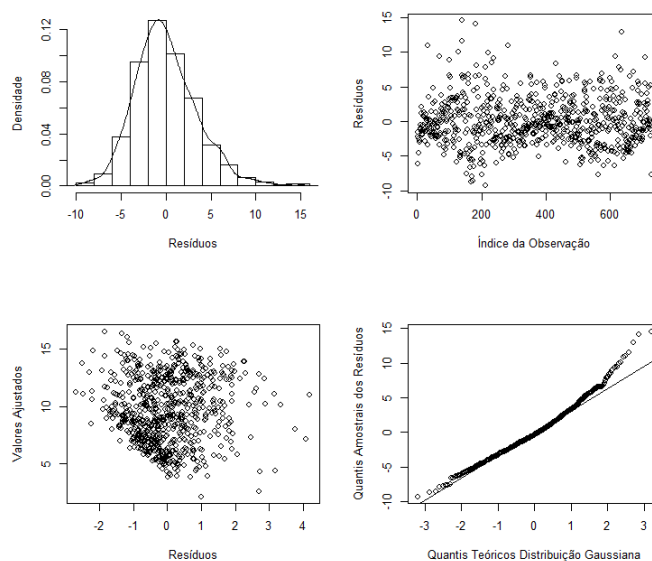 Densidade
0.00 0.04 0.12
-10 -5 0 5 10 15
Resíduos
Resíduos
-10 -5 0 5 10 15
0 200 400 600
Índice da Observação
Valores Ajustados
5 10 15
-2 -1 0 1 2 3 4
Resíduos
Quantis Amostrais dos Resíduos
-10 -5 0 5 10 15
-3 -2 -1 0 1 2 3
Quantis Teóricos Distribuição Gaussiana